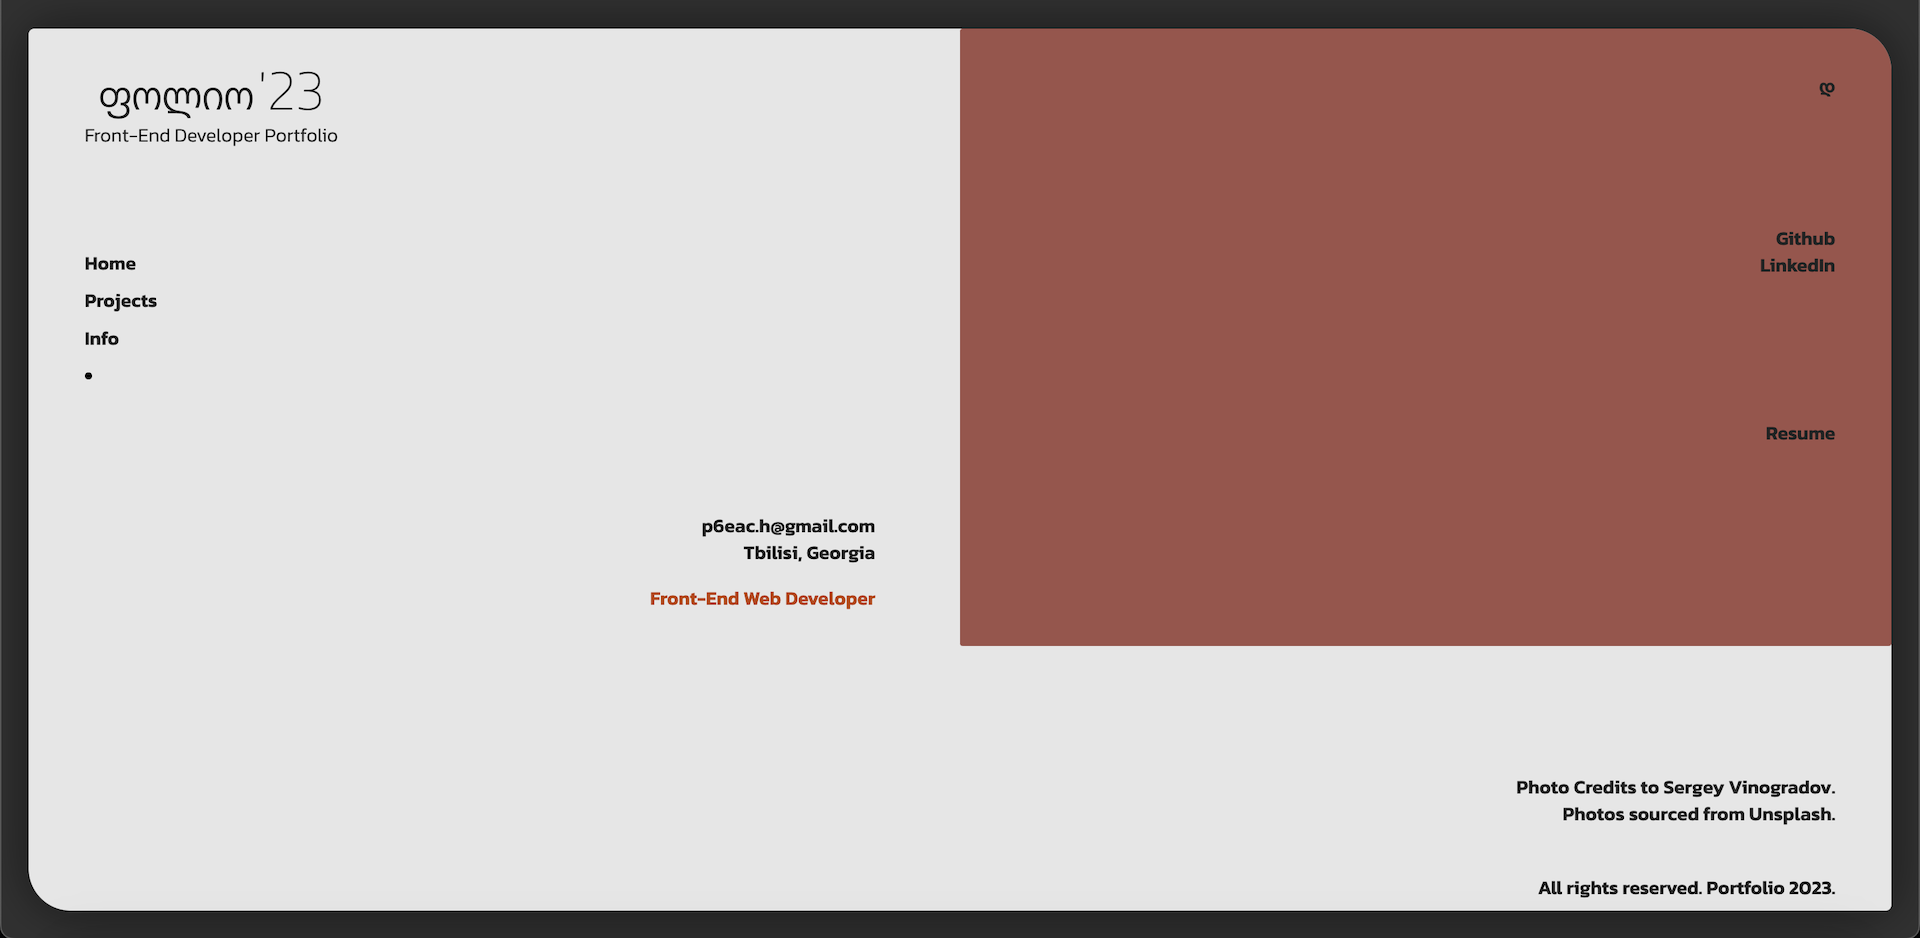 ფოლიო '23
Front-End Developer Portfolio
Home
Projects
Info
p6eac.h@gmail.com
Tbilisi, Georgia
Front-End Web Developer
დ
Github
LinkedIn
Resume
Photo Credits to Sergey Vinogradov.
Photos sourced from Unsplash.
All rights reserved. Portfolio 2023.